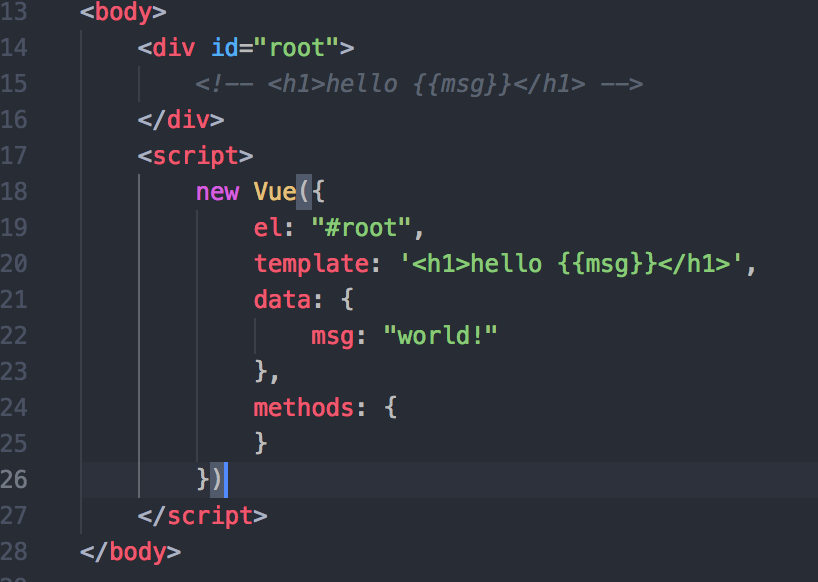 13 <body>
14 <div id="root">
15 <!-- <h1>hello {{msg}}</h1> -->
16 </div>
17 <script>
18 new Vue({
19 el: "#root",
20 template: '<h1>hello {{msg}}</h1>',
21 data: {
22 msg: "world!"
23 },
24 methods: {
25 }
26 })
27 </script>
28 </body>